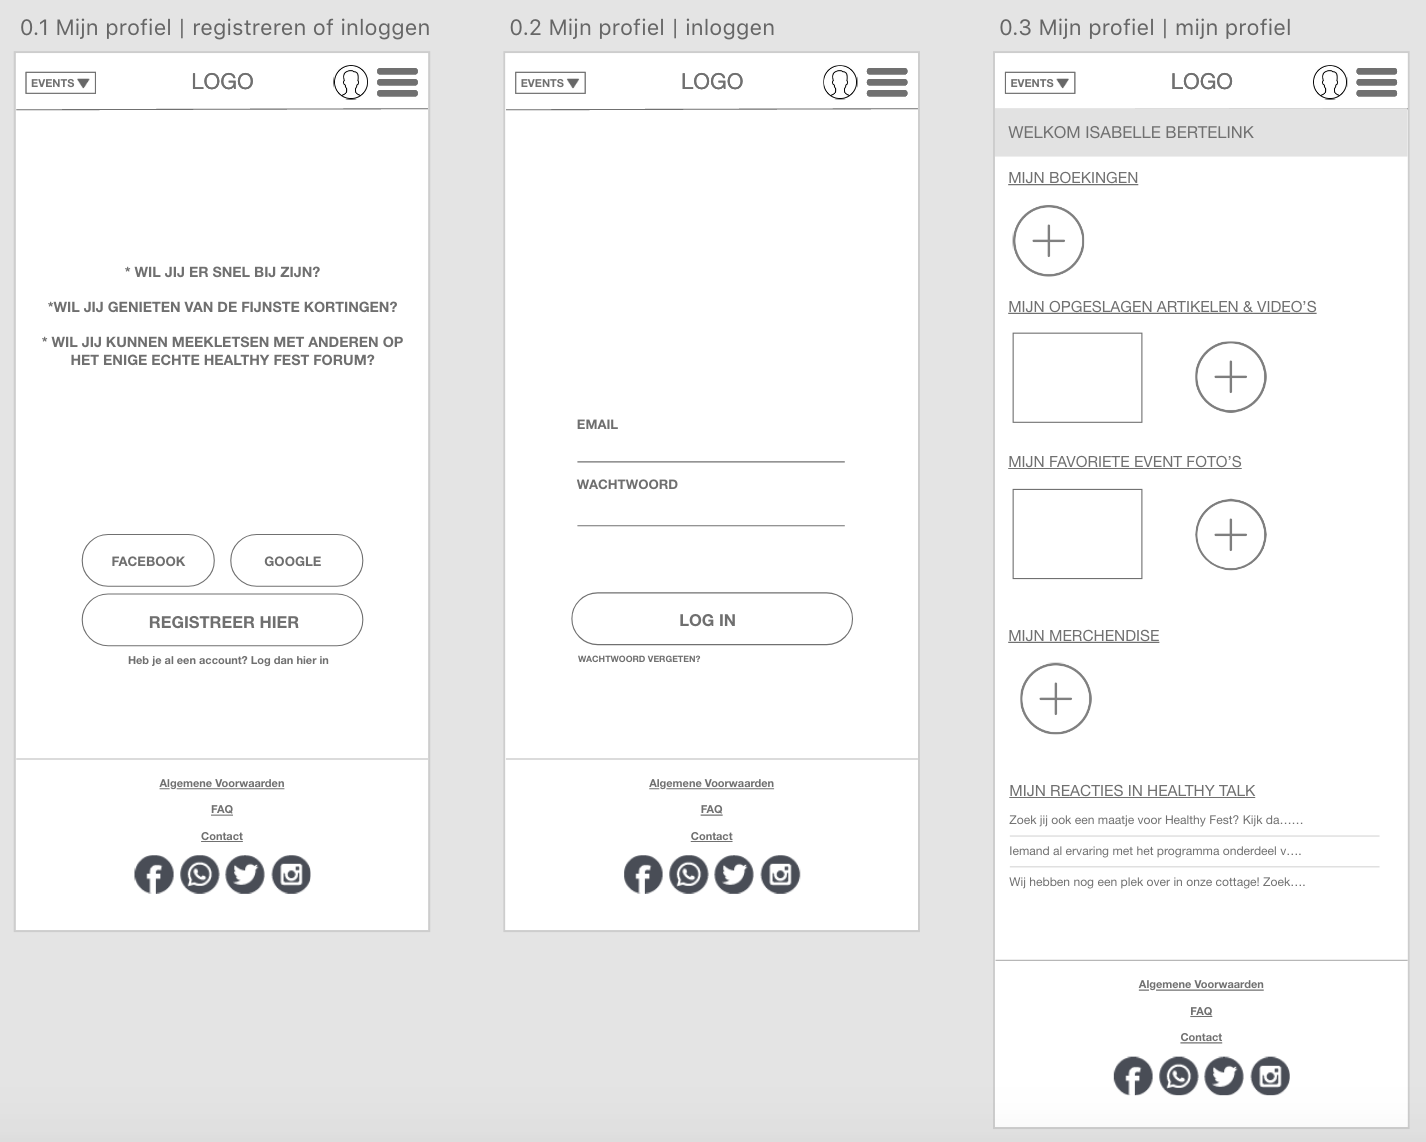 0.1 Mijn profiel | registreren of inloggen
EVENTS
LOGO
* WIL JIJ ER SNEL BIJ ZIJN?
*WIL JIJ GENIETEN VAN DE FIJNSTE KORTINGEN?
* WIL JIJ KUNNEN MEEKLETSEN MET ANDEREN OP
HET ENIGE ECHTE HEALTHY FEST FORUM?
FACEBOOK
GOOGLE
REGISTREER HIER
Heb je al een account? Log dan hier in
Algemene Voorwaarden
FAQ
Contact
0.2 Mijn profiel | inloggen
EVENTS
LOGO
EMAIL
WACHTWOORD
LOG IN
WACHTWOORD VERGETEN?
Algemene Voorwaarden
FAQ
Contact
0.3 Mijn profiel | mijn profiel
EVENTS
LOGO
WELKOM ISABELLE BERTELINK
MIJN BOEKINGEN
MIJN OPGESLAGEN ARTIKELEN & VIDEO'S
MIJN FAVORIETE EVENT FOTO'S
MIJN MERCHENDISE
MIJN REACTIES IN HEALTHY TALK
Zoek jij ook een maatje voor Healthy Fest? Kijk da......
Iemand al ervaring met het programma onderdeel v....
Wij hebben nog een plek over in onze cottage! Zoek....
Algemene Voorwaarden
FAQ
Contact